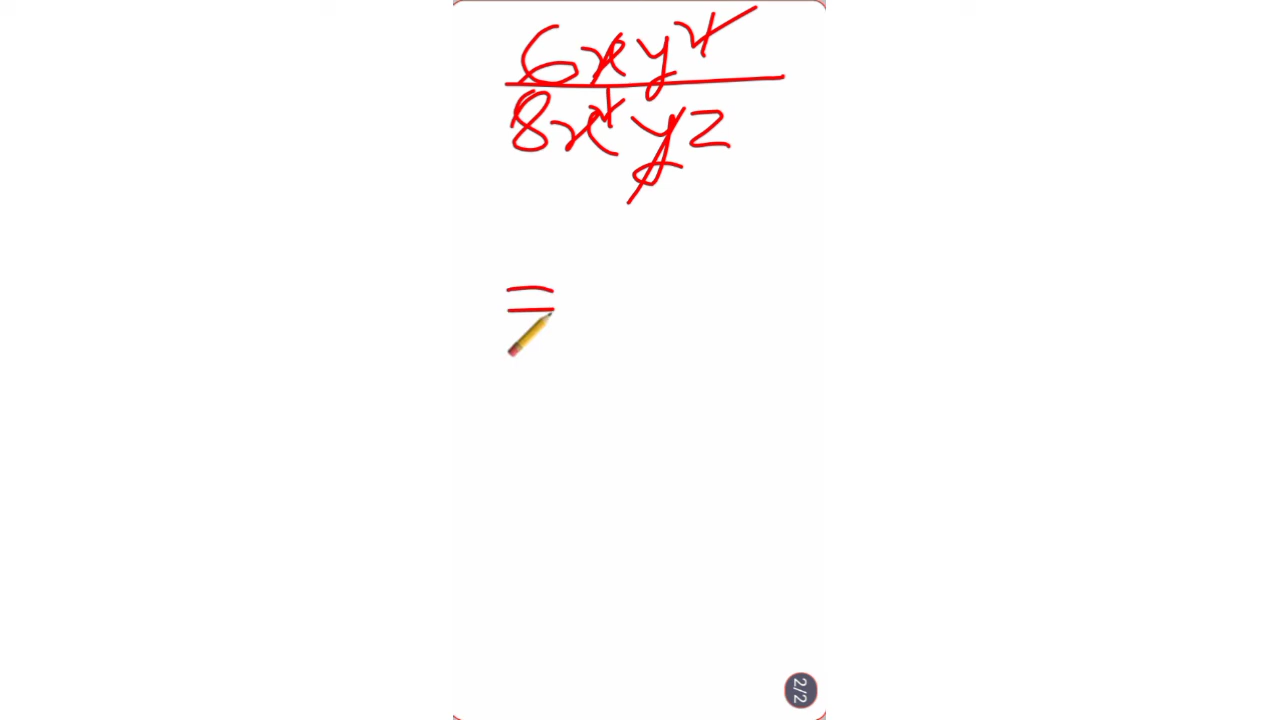 6xy²
8x²yz
=
2/2